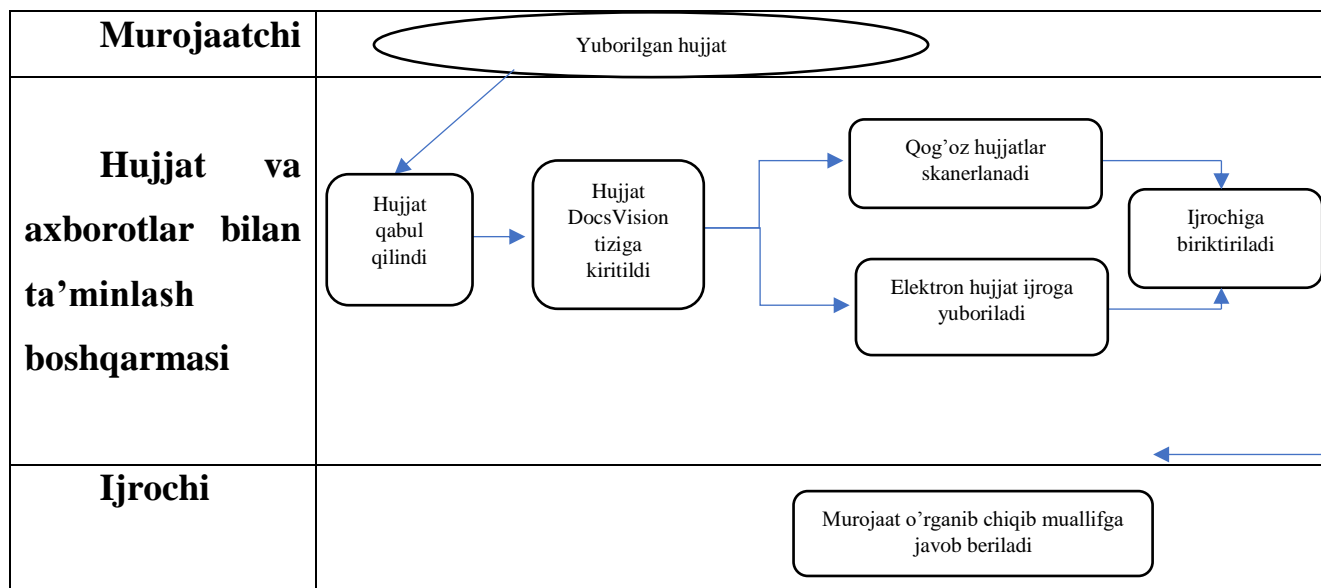 Murojaatchi
Yuborilgan hujjat
Hujjat va
axborotlar bilan
ta’minlash
boshqarmasi
Hujjat
qabul
qilindi
Hujjat
DocsVision
tiziga
kiritildi
Qog’oz hujjatlar
skanerlanadi
Elektron hujjat ijroga
yuboriladi
Ijrochiga
biriktiriladi
Ijrochi
Murojaat o’rganib chiqib muallifga
javob beriladi